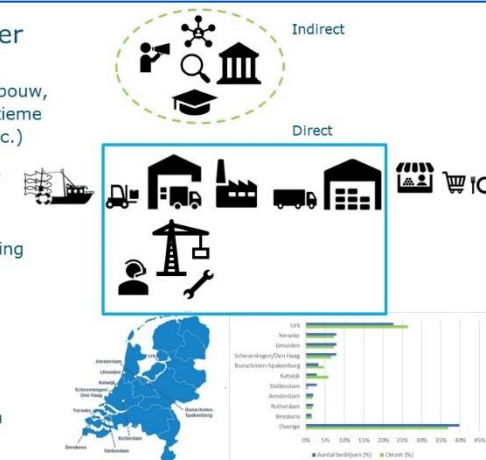 er
Indirect
bouw,
tieme
c.)
Direct
ing
n
Amsterdam
IJmuiden
Katwijk
Scheveningen/
Den Haag
Yerseke
Breskens
Stellendam
Rotterdam
Bunschoten
Spakenburg
Urk
Yerseke
IJmuiden
Scheveningen/Den Haag
Bunschoten-Spakenburg
Katwijk
Stellendam
Amsterdam
Rotterdam
Breskens
Overige
0% 5% 10% 15% 20% 25% 30% 35% 40% 45%
Aantal bedrijven (%) Omzet (%)